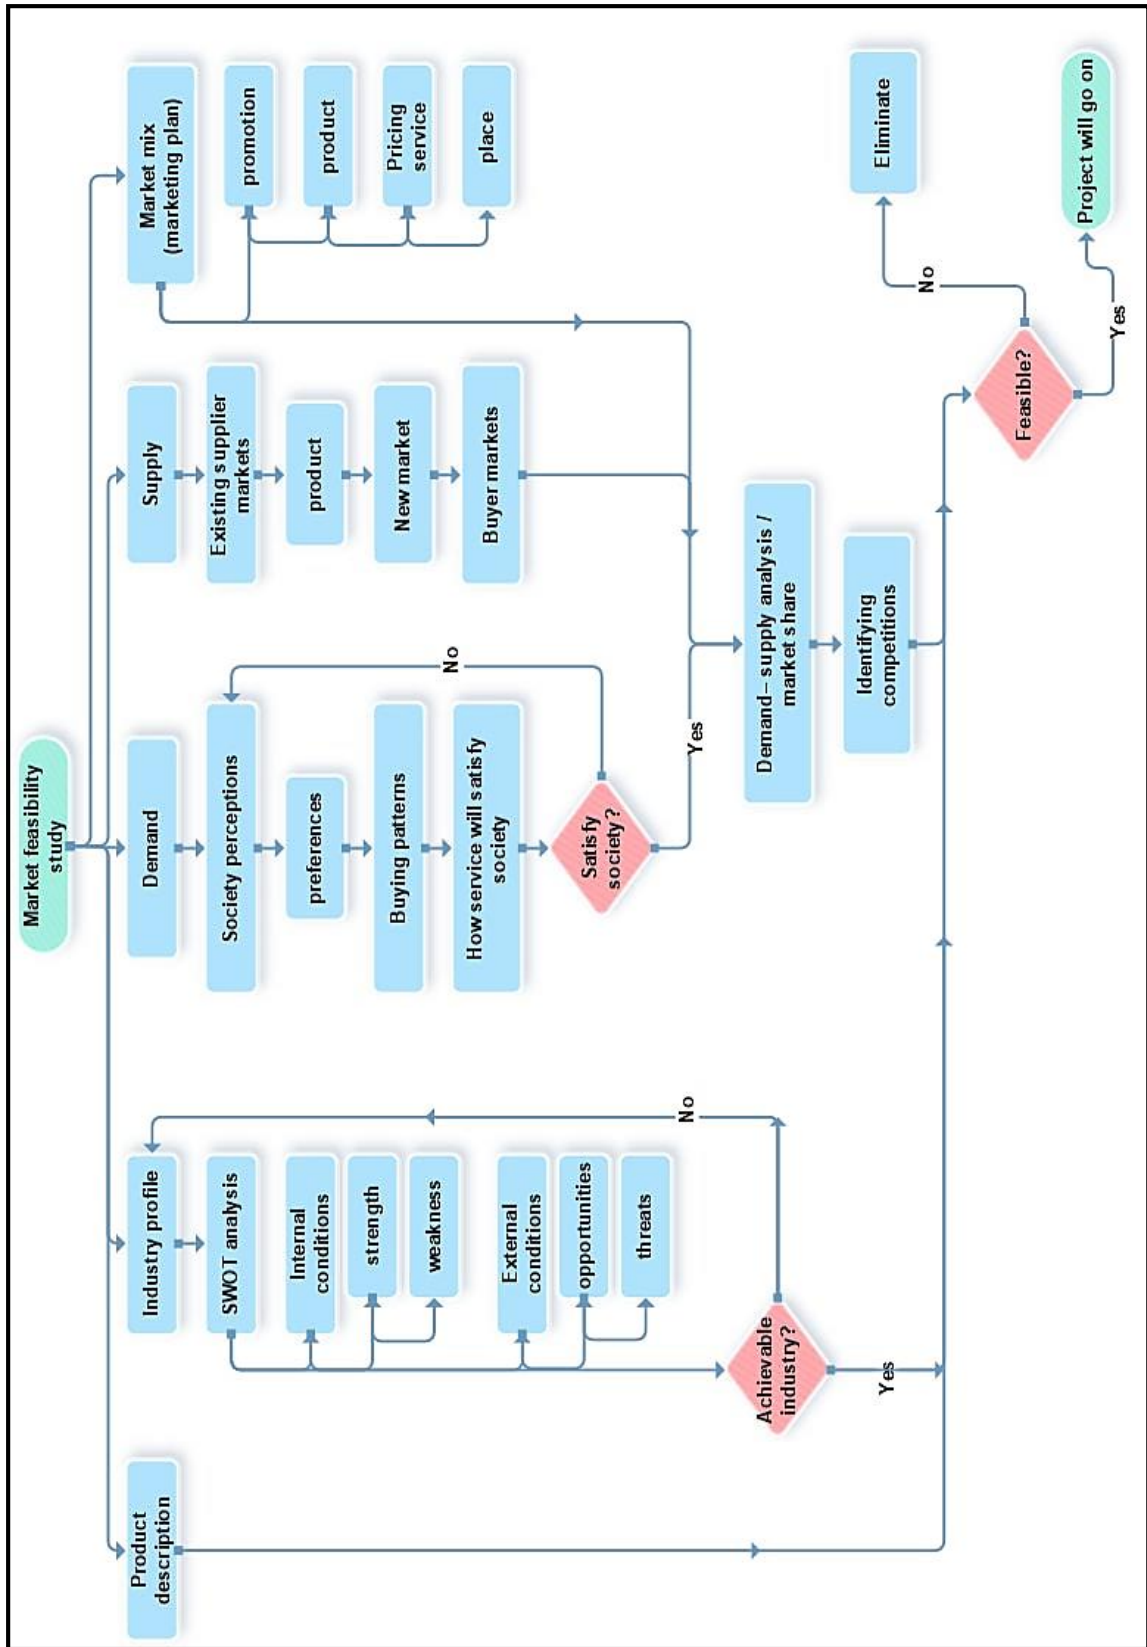 Market feasibility
study
Product
description
Industry profile
SWOT analysis
Internal
conditions
strength
weakness
External
conditions
opportunities
threats
Achievable
industry?
No
Yes
Demand
Society perceptions
preferences
Buying patterns
How service will satisfy
society
Satisfy
society?
No
Yes
Supply
Existing supplier
markets
product
New market
Buyer markets
Market mix
(marketing plan)
promotion
product
Pricing
service
place
Demand– supply analysis /
market share
Identifying
competitions
Feasible?
No
Eliminate
Yes
Project will go on